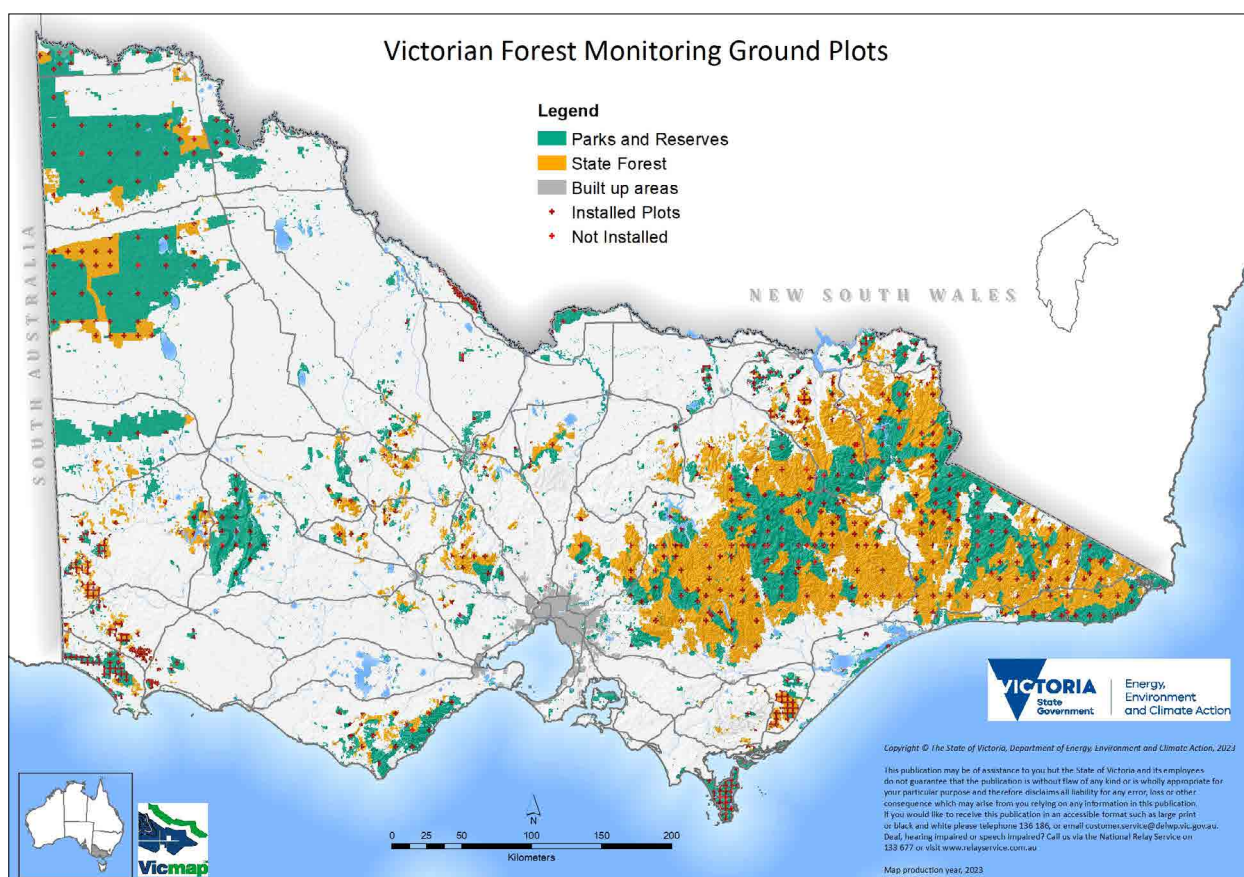 Victorian Forest Monitoring Ground Plots
Legend
Parks and Reserves
State Forest
Built up areas
Installed Plots
Not Installed
SOUTH AUSTRALIA
NEW SOUTH WALES
VICTORIA
State
Government
Energy,
Environment
and Climate Action
Copyright © The State of Victoria, Department of Energy, Environment and Climate Action, 2023
This publication may be of assistance to you but the State of Victoria and its employees
do not guarantee that the publication is without flaw of any kind or is wholly appropriate for
your particular purpose and therefore disclaims all liability for any error, loss or other
consequence which may arise from you relying on any information in this publication.
If you would like to receive this publication in an accessible format such as large print
or black and white please telephone 136 186, or email customer.service@delwp.vic.gov.au.
Deaf, hearing impaired or speech impaired? Call us via the National Relay Service on
133 677 or visit www.relayservice.com.au
Map production year, 2023
N
0 25 50 100 150 200
Kilometers
Vicmap